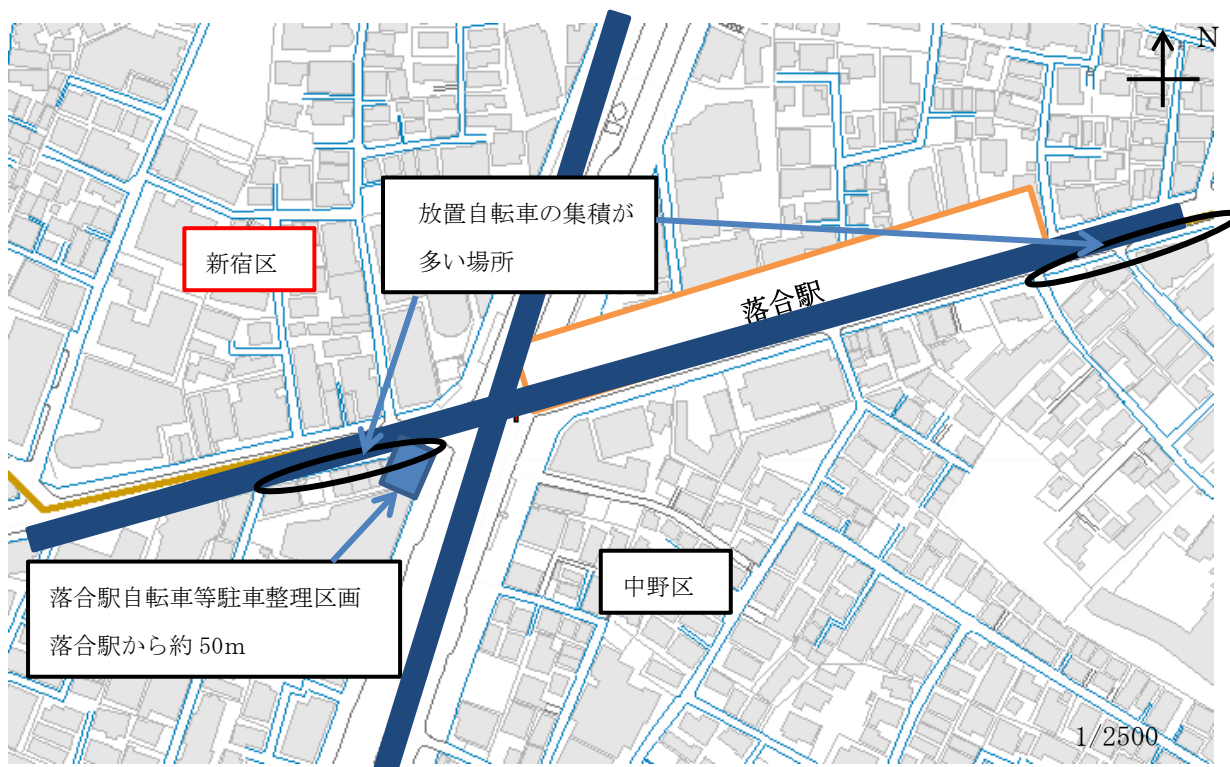 N
放置自転車の集積が
多い場所
新宿区
落合駅
落合駅自転車等駐車整理区画
落合駅から約 50m
中野区
1/2500